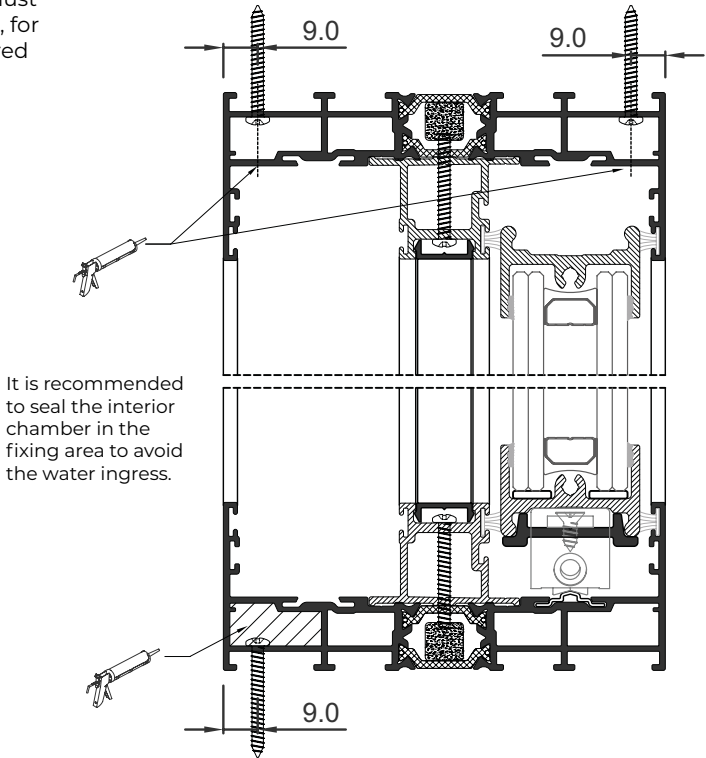 , for
9.0
9.0
It is recommended
to seal the interior
chamber in the
fixing area to avoid
the water ingress.
9.0